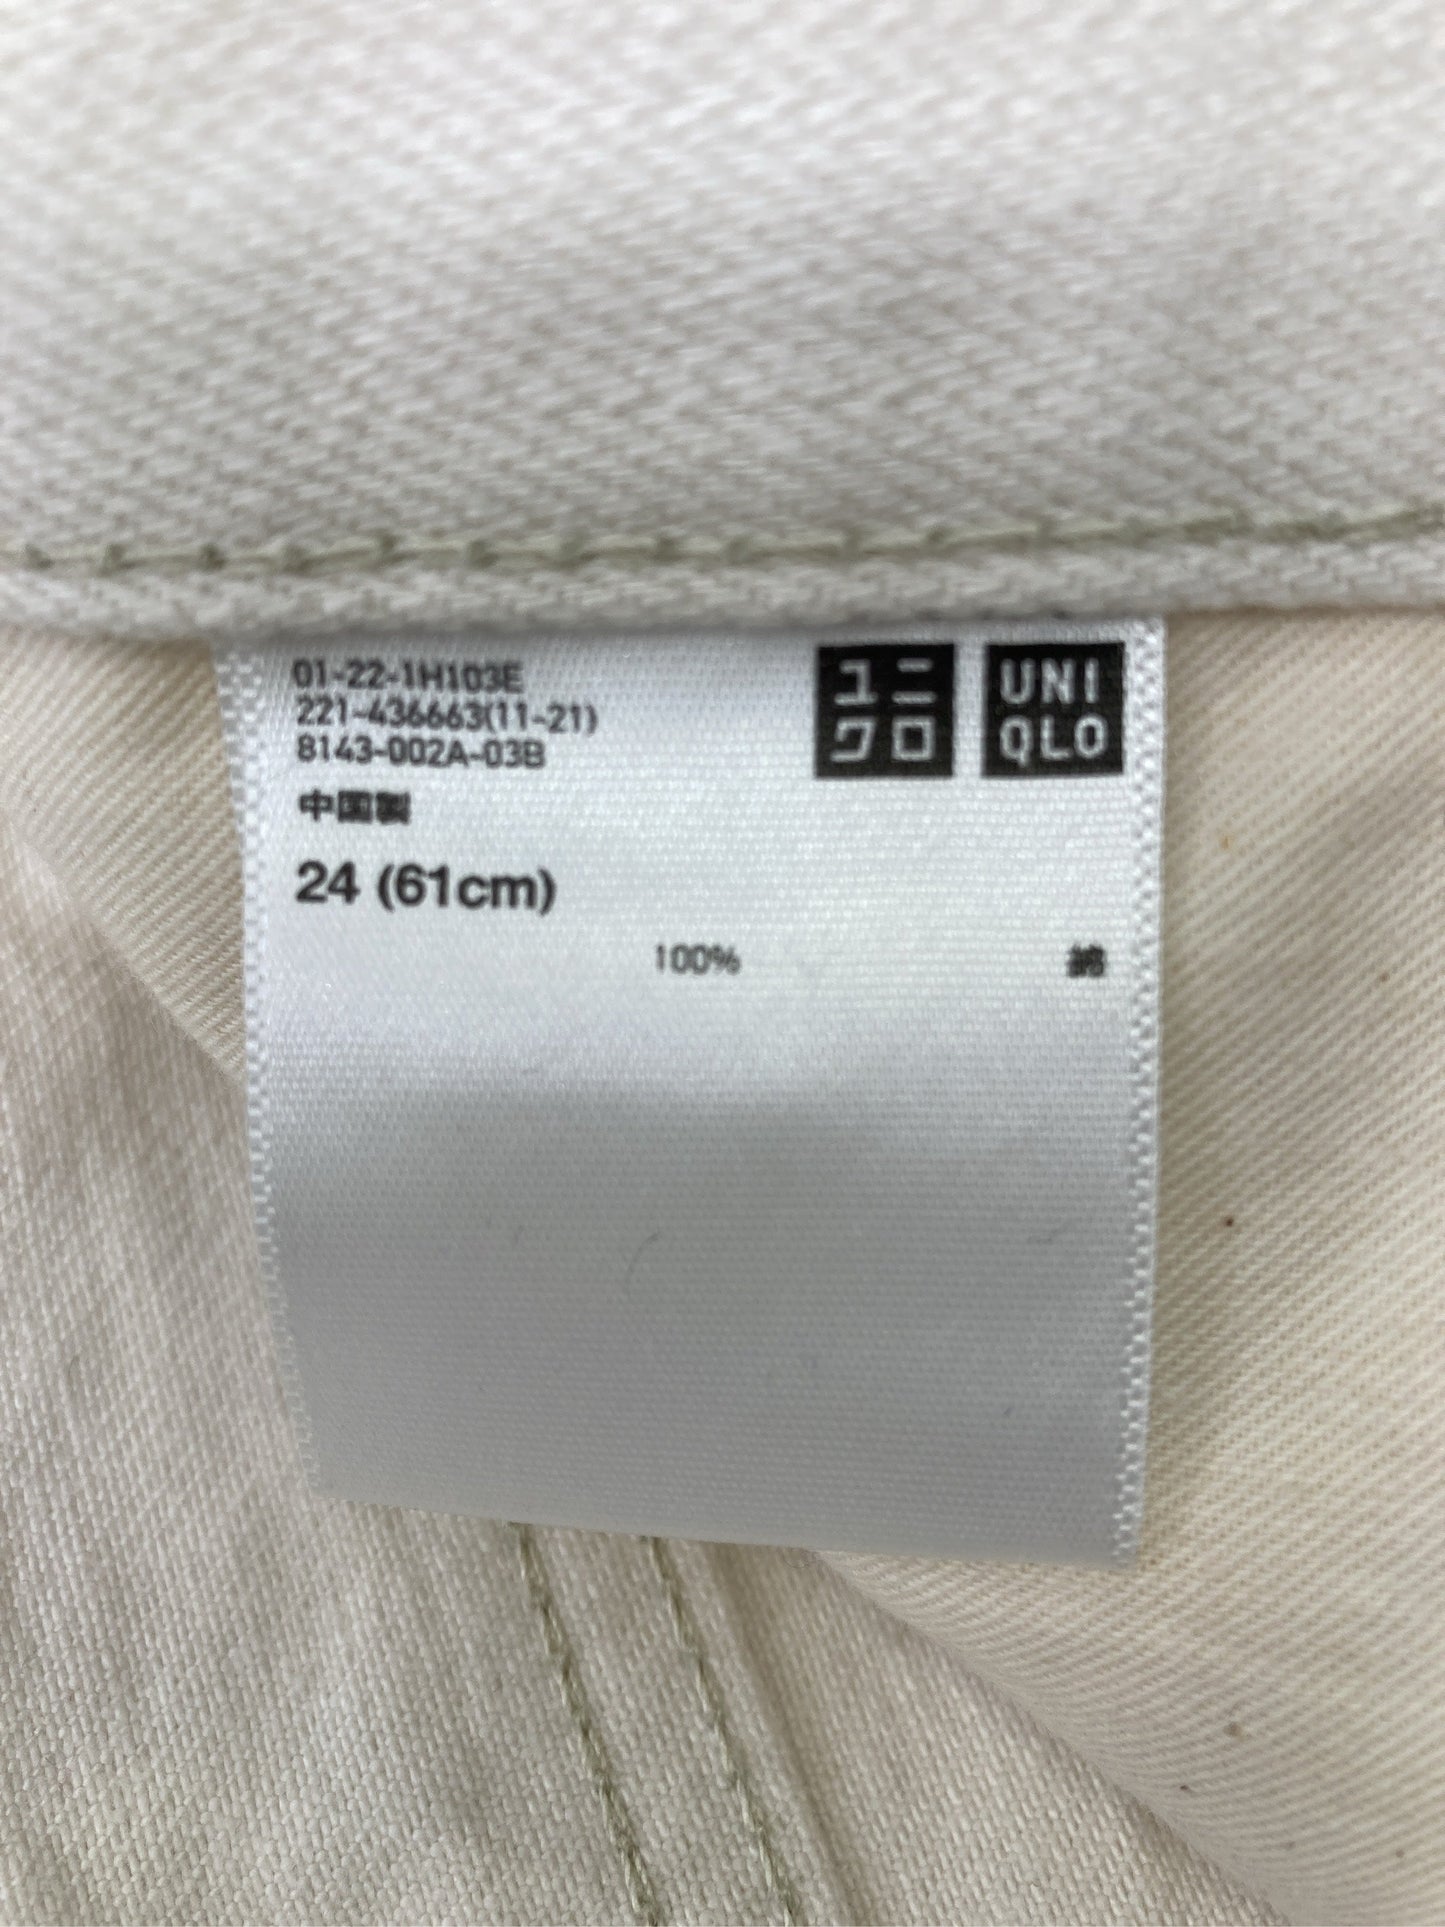 01-22-1H103E
221-436663(11-21)
8143-002A-03B
中国製
24 (61cm)
100% 綿
ユニ
クロ
UNI
QLO